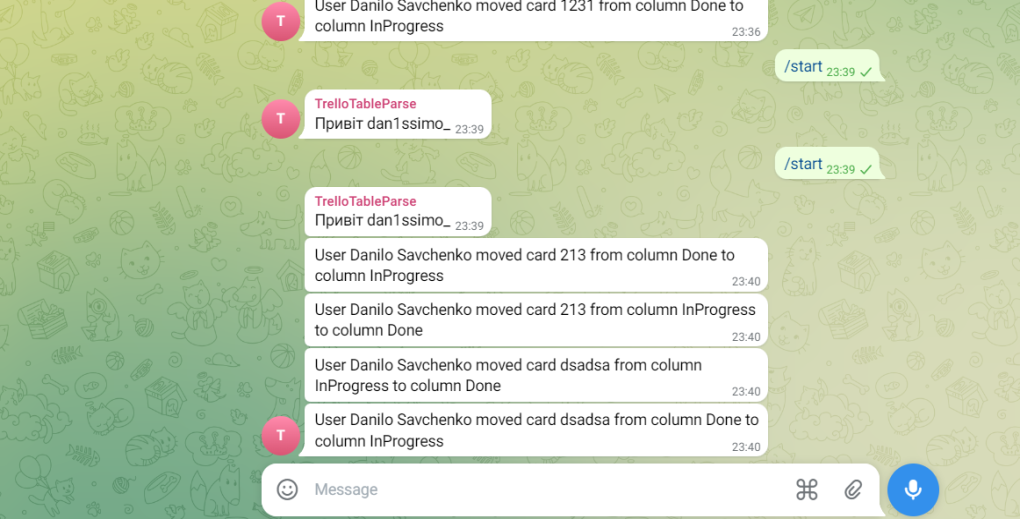 User Danilo Savchenko moved card 1231 from column Done to
column InProgress
23:36
/start 23:39
TrelloTableParse
T
Привіт dan1ssimo_ 23:39
/start 23:39
TrelloTableParse
Привіт dan1ssimo_ 23:39
User Danilo Savchenko moved card 213 from column Done to
column InProgress
23:40
User Danilo Savchenko moved card 213 from column InProgress
to column Done
23:40
User Danilo Savchenko moved card dsadsa from column
InProgress to column Done
23:40
User Danilo Savchenko moved card dsadsa from column Done to
column InProgress
23:40
T
Message